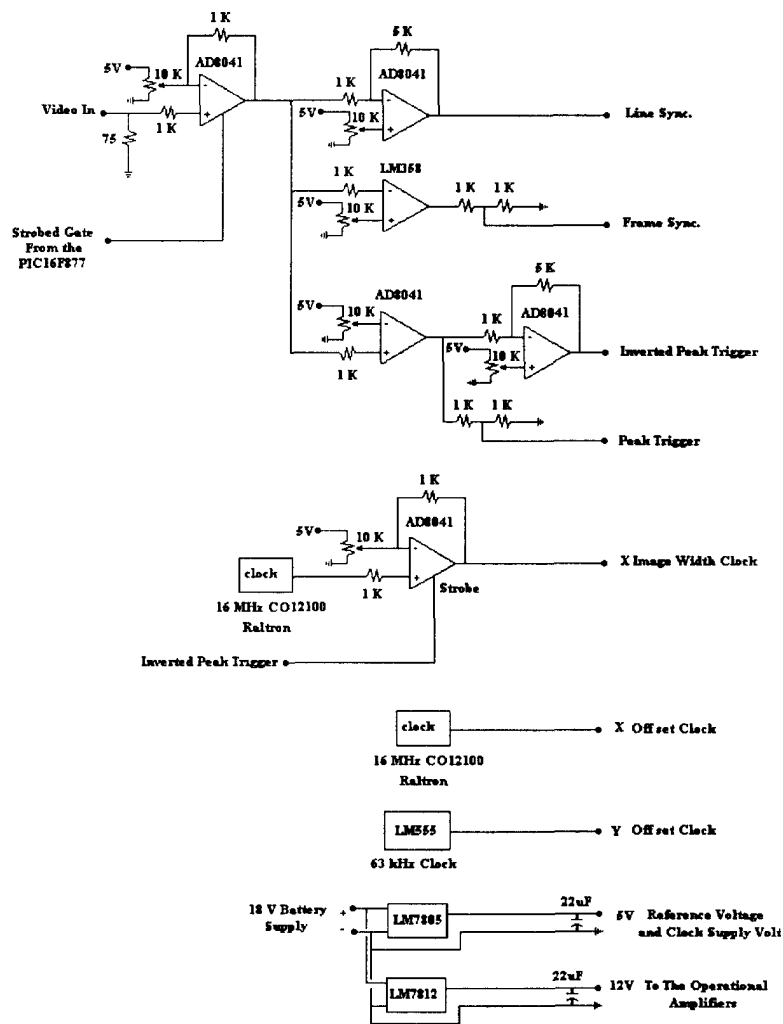 1 K
5 K
5V
10 K
AD8041
1 K
AD8041
Video In
1 K
5V
10 K
Line Sync.
75
LM358
1 K
1 K
1 K
5V
10 K
Strobed Gate
From the
PIC16F877
Frame Sync.
5 K
AD8041
5V
10 K
1 K
AD8041
5V
10 K
Inverted Peak Trigger
1 K
1 K
1 K
Peak Trigger
1 K
AD8041
5V
10 K
clock
X Image Width Clock
1 K
Strobe
16 MHz CO12100
Raltron
Inverted Peak Trigger
clock
X Offset Clock
16 MHz CO12100
Raltron
LM555
Y Offset Clock
63 kHz Clock
18 V Battery
Supply
+
-
LM7805
22uF
5V
Reference Voltage
and Clock Supply Volt
LM7812
22uF
12V
To The Operational
Amplifiers